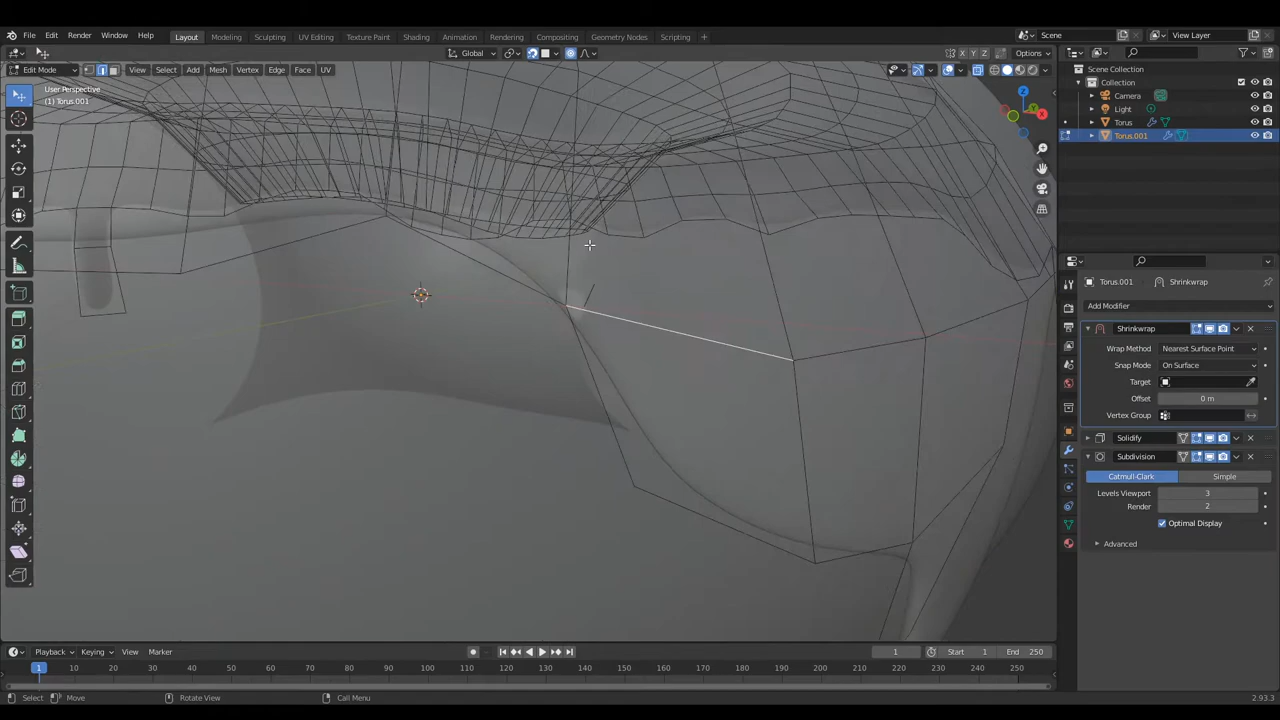 File Edit Render Window Help Layout Modeling Sculpting UV Editing Texture Paint Shading Animation Rendering Compositing Geometry Nodes Scripting Scene View Layer
Global X Y Z Options
Edit Mode View Select Add Mesh Vertex Edge Face UV
User Perspective
(1) Torus.001
Z
Y
X
Scene Collection
Collection
Camera
Light
Torus
Torus.001
Torus.001 Shrinkwrap
Add Modifier
Shrinkwrap
Wrap Method Nearest Surface Point
Snap Mode On Surface
Target
Offset 0 m
Vertex Group
Solidify
Subdivision
Catmull-Clark Simple
Levels Viewport 3
Render 2
Optimal Display
Advanced
Playback Keying View Marker 1 Start 1 End 250
1 10 20 30 40 50 60 70 80 90 100 110 120 130 140 150 160 170 180 190 200 210 220 230 240 250
Select Move Rotate View Call Menu 2.93.3